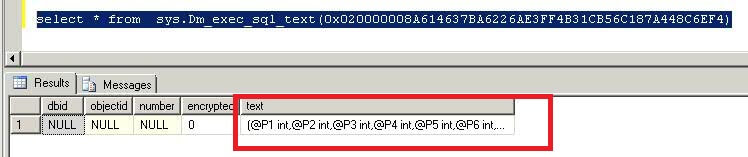 select * from sys.Dm_exec_sql_text(0x020000008A614637BA6226AE3FF4B31CB56C187A448C6EF4)
Results Messages
dbid objectid number encrypted text
1 NULL NULL NULL 0 (@P1 int,@P2 int,@P3 int,@P4 int,@P5 int,@P6 int,...